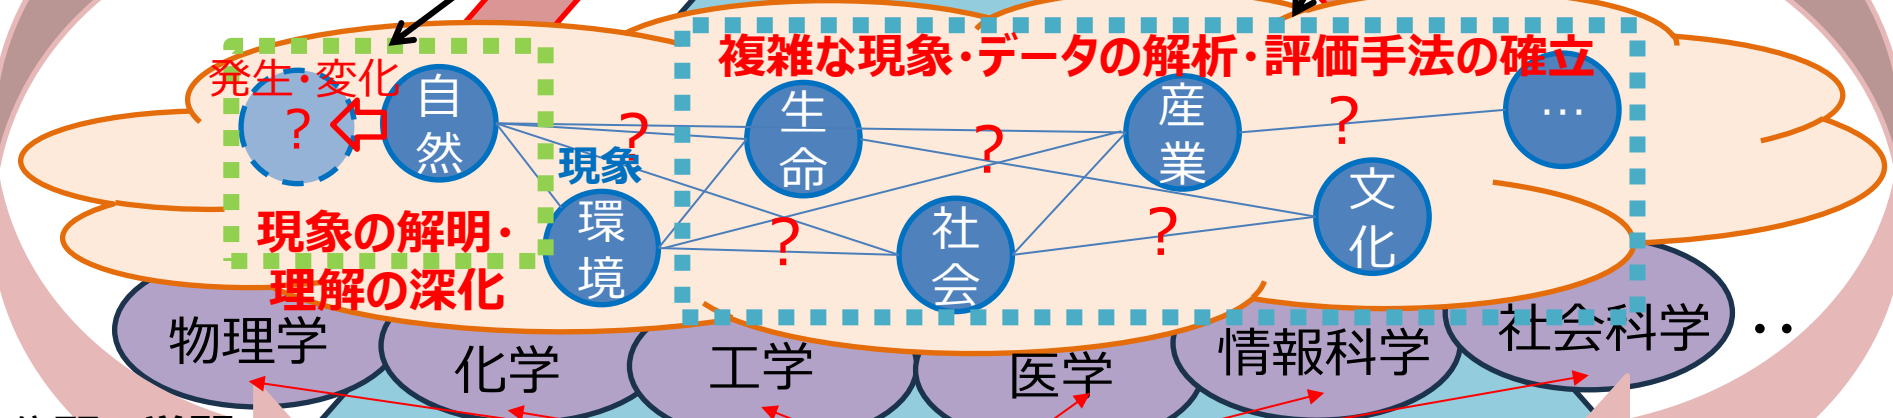 複雑な現象・データの解析・評価手法の確立
発生・変化
?
自然
?
現象
生命
?
産業
?
…
現象の解明・
理解の深化
環境
?
社会
?
文化
物理学
化学
工学
医学
情報科学
社会科学
・・